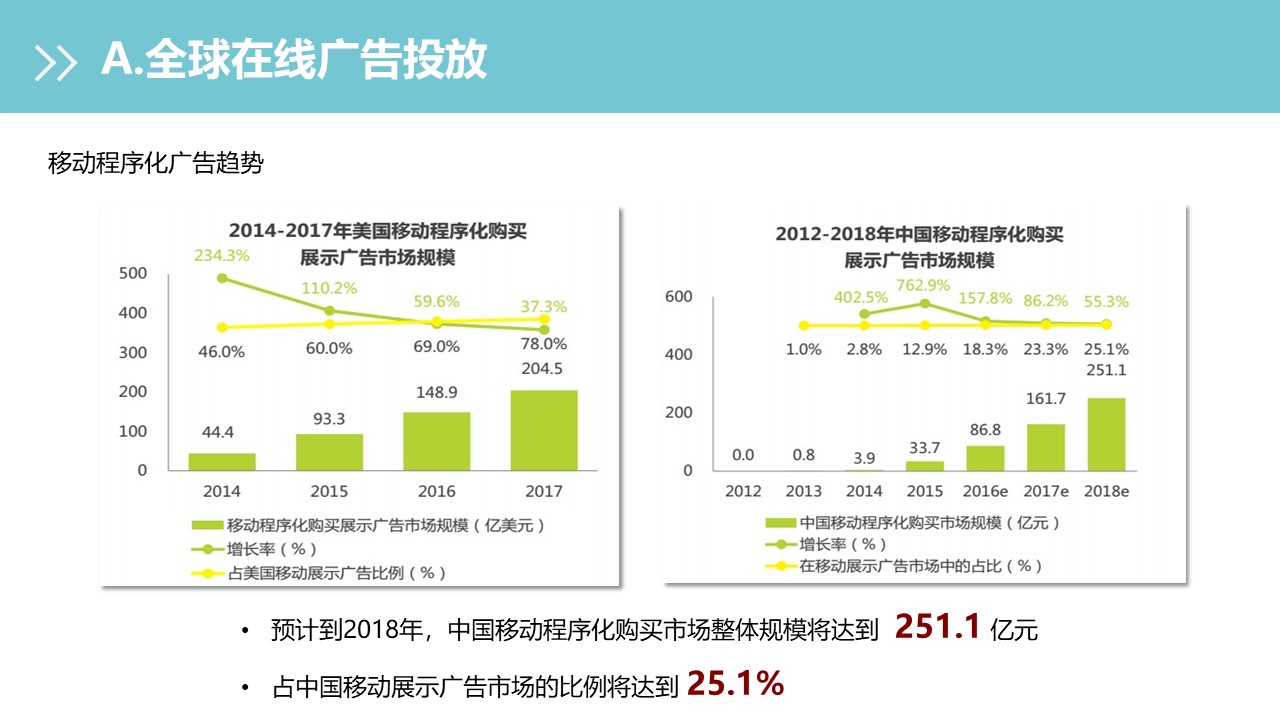 A.全球在线广告投放
移动程序化广告趋势
2014-2017年美国移动程序化购买
展示广告市场规模
234.3%
110.2%
59.6%
37.3%
500
400
300
200
100
0
46.0%
60.0%
69.0%
78.0%
44.4
93.3
148.9
204.5
2014
2015
2016
2017
移动程序化购买展示广告市场规模（亿美元）
增长率（%）
占美国移动展示广告比例（%）
2012-2018年中国移动程序化购买
展示广告市场规模
402.5%
762.9%
157.8%
86.2%
55.3%
600
400
200
0
1.0%
2.8%
12.9%
18.3%
23.3%
25.1%
0.0
0.8
3.9
33.7
86.8
161.7
251.1
2012
2013
2014
2015
2016e
2017e
2018e
中国移动程序化购买市场规模（亿元）
增长率（%）
在移动展示广告市场中的占比（%）
• 预计到2018年，中国移动程序化购买市场整体规模将达到 251.1 亿元
• 占中国移动展示广告市场的比例将达到 25.1%